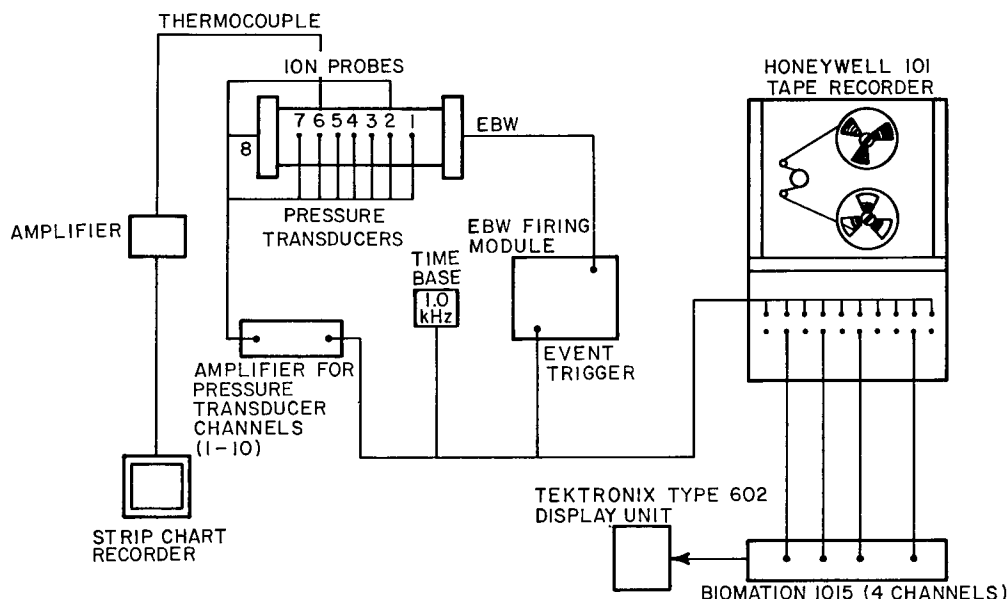 THERMOCOUPLE
ION PROBES
7 6 5 4 3 2 1
8
EBW
PRESSURE
TRANSDUCERS
AMPLIFIER
EBW FIRING
MODULE
TIME
BASE
1.0
kHz
EVENT
TRIGGER
AMPLIFIER FOR
PRESSURE
TRANSDUCER
CHANNELS
(1-10)
STRIP CHART
RECORDER
HONEYWELL 101
TAPE RECORDER
TEKTRONIX TYPE 602
DISPLAY UNIT
BIOMATION 1015 (4 CHANNELS)